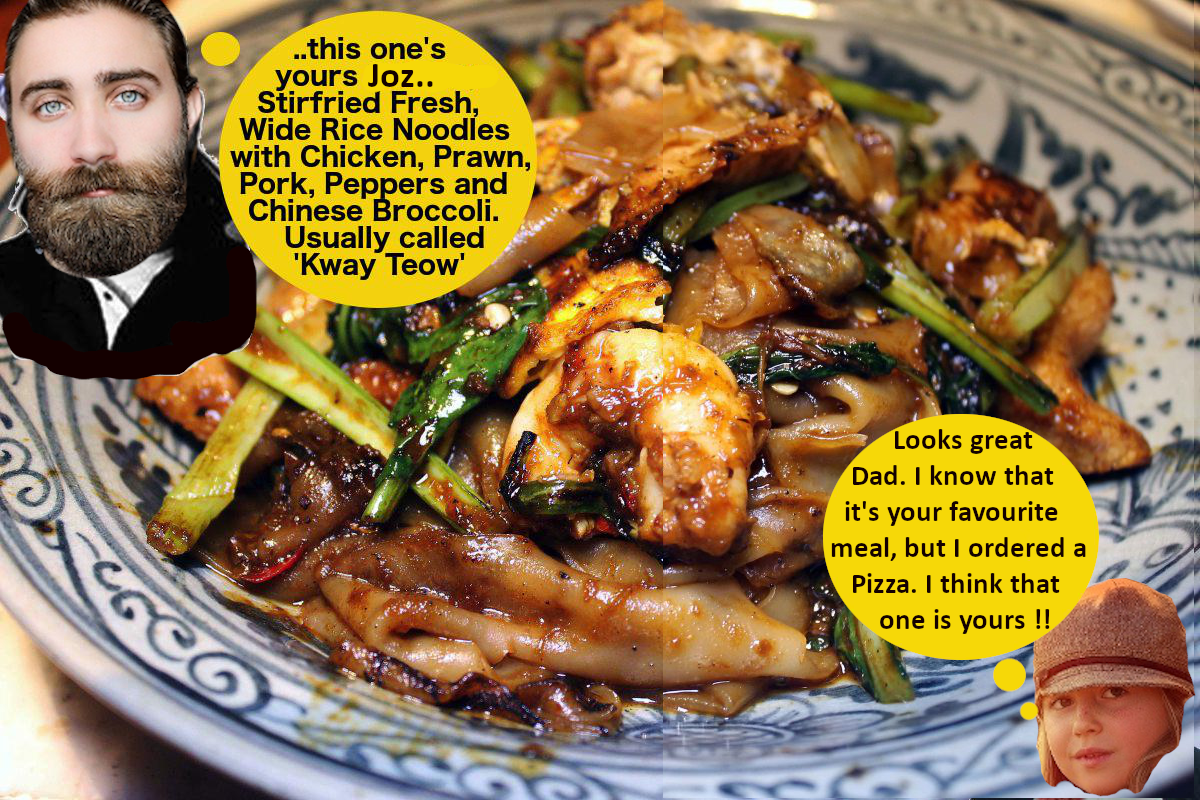 ..this one's
yours Joz..
Stirfried Fresh,
Wide Rice Noodles
with Chicken, Prawn,
Pork, Peppers and
Chinese Broccoli.
Usually called
'Kway Teow'
Looks great
Dad. I know that
it's your favourite
meal, but I ordered a
Pizza. I think that
one is yours !!